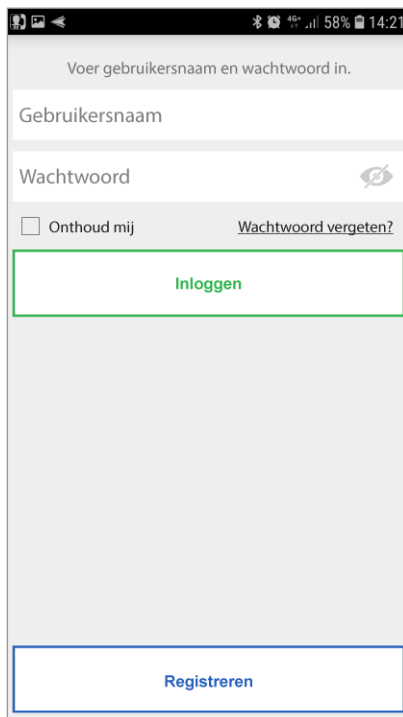 58% 14:21
Voer gebruikersnaam en wachtwoord in.
Gebruikersnaam
Wachtwoord
Onthoud mij Wachtwoord vergeten?
Inloggen
Registreren